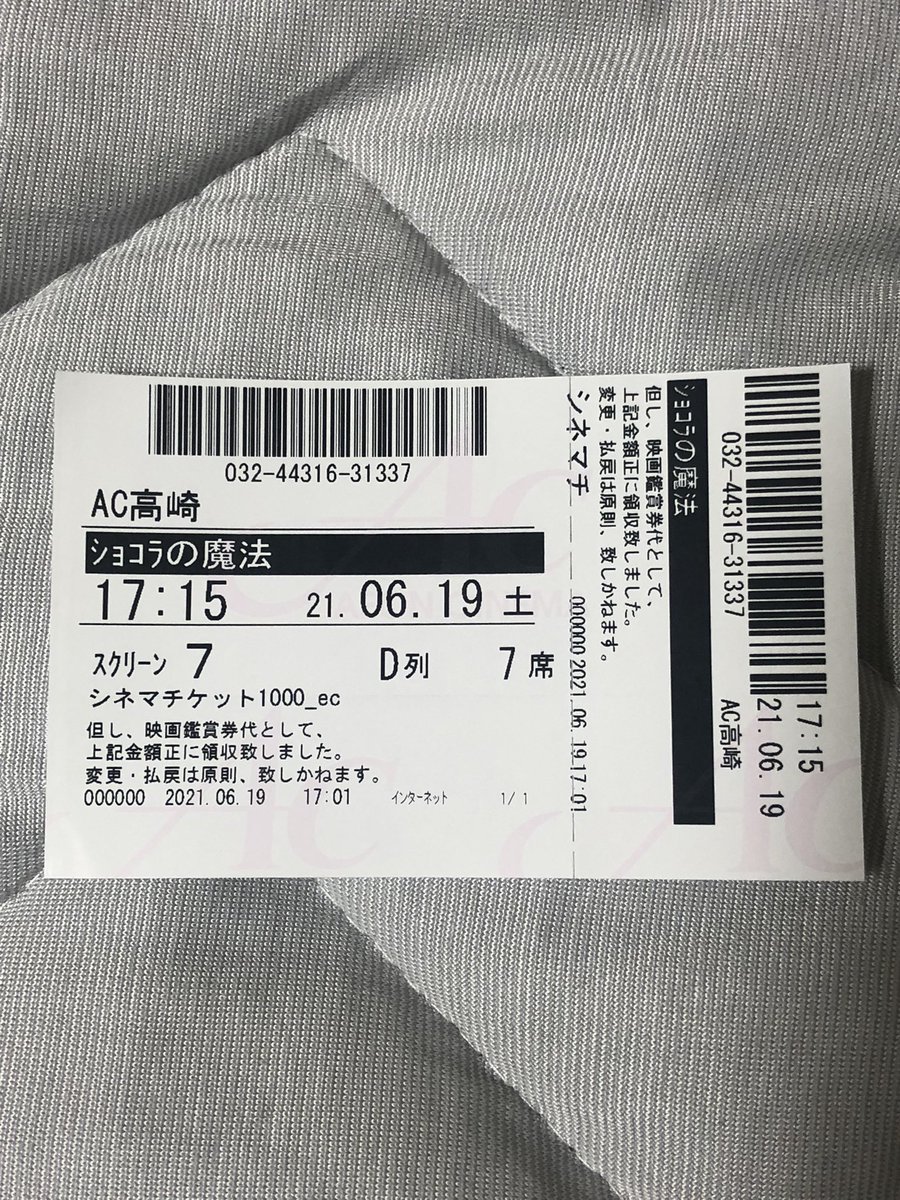 032-44316-31337
AC高崎
ｼｮｺﾗの魔法
17:15 21.06.19 土
ｽｸﾘｰﾝ 7 D列 7席
シネマチケット1000_ec
但し、映画鑑賞券代として、
上記金額正に領収致しました。
変更・払戻は原則、致しかねます。
000000 2021.06.19 17:01 ｲﾝﾀｰﾈｯﾄ 1/ 1
17:15
21.06.19
032-44316-31337 AC高崎
ｼｮｺﾗの魔法
但し、映画鑑賞券代として、
上記金額正に領収致しました。
変更・払戻は原則、致しかねます。
シネマチ 000000 2021.06.19 17:01